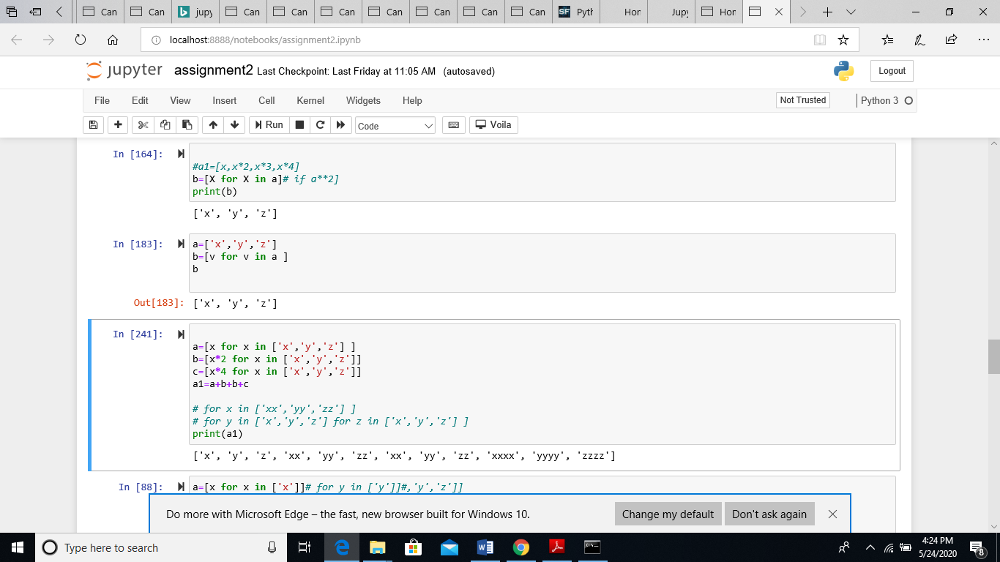 Can Can jupy Can Can Can Can Can Can Can Pyth Hor Jupy Hor
localhost:8888/notebooks/assignment2.ipynb
jupyter assignment2 Last Checkpoint: Last Friday at 11:05 AM (autosaved) Logout
File Edit View Insert Cell Kernel Widgets Help Not Trusted Python 3
Run Code Voila
In [164]:
#a1=[x,x*2,x*3,x*4]
b=[X for X in a]# if a**2]
print(b)
['x', 'y', 'z']
In [183]: a=['x','y','z']
b=[v for v in a ]
b
Out[183]: ['x', 'y', 'z']
In [241]:
a=[x for x in ['x','y','z'] ]
b=[x*2 for x in ['x','y','z']]
c=[x*4 for x in ['x','y','z']]
a1=a+b+b+c
# for x in ['xx','yy','zz'] ]
# for y in ['x','y','z'] for z in ['x','y','z'] ]
print(a1)
['x', 'y', 'z', 'xx', 'yy', 'zz', 'xx', 'yy', 'zz', 'xxxx', 'yyyy', 'zzzz']
In [88]: a=[x for x in ['x']]# for y in ['y']]#,'y','z']]
Do more with Microsoft Edge – the fast, new browser built for Windows 10. Change my default Don't ask again
Type here to search
4:24 PM
5/24/2020
8